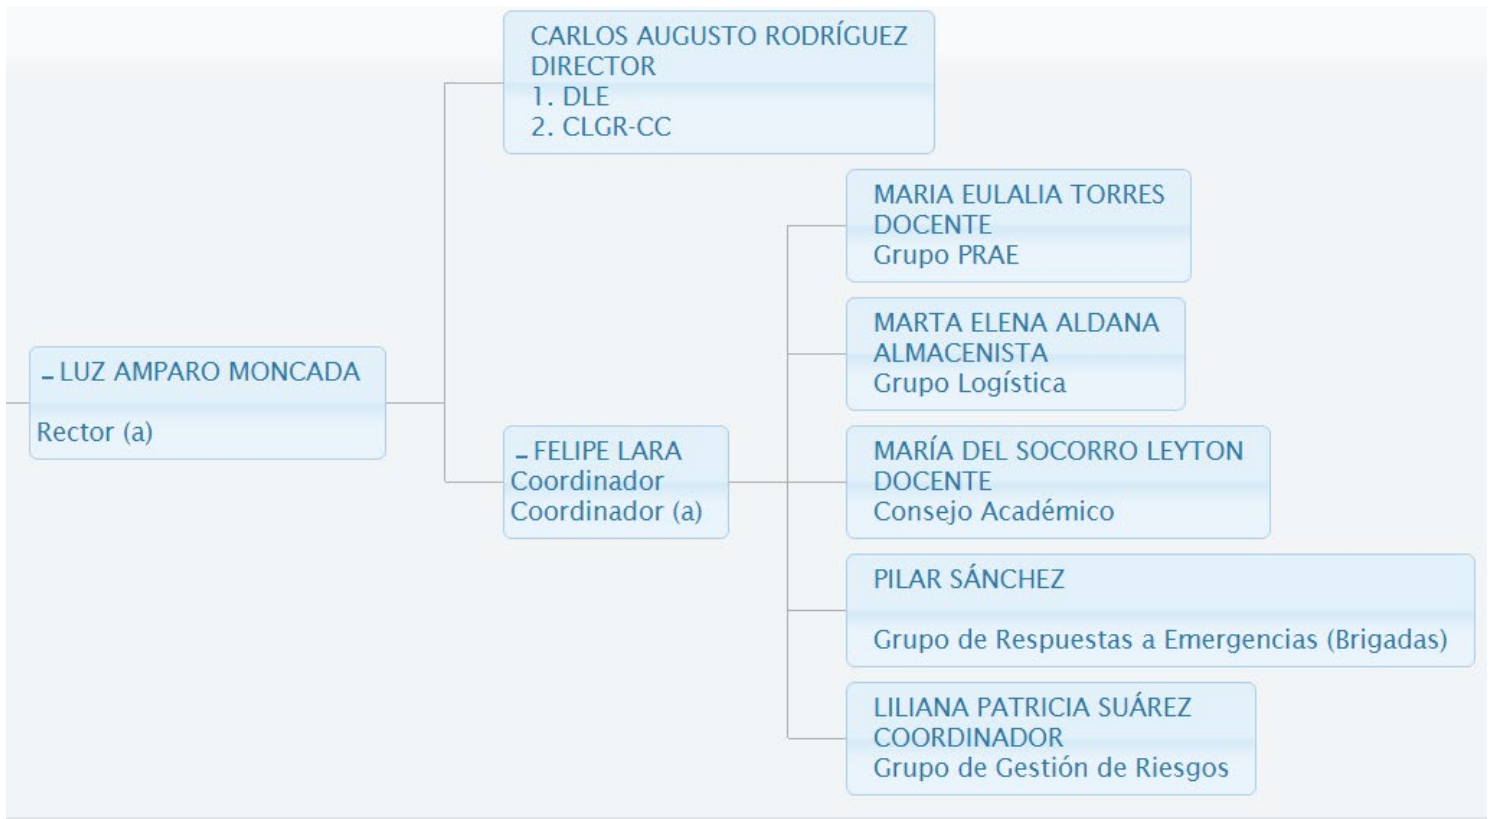 CARLOS AUGUSTO RODRÍGUEZ
DIRECTOR
1. DLE
2. CLGR-CC
MARIA EULALIA TORRES
DOCENTE
Grupo PRAE
MARTA ELENA ALDANA
ALMACENISTA
Grupo Logística
– LUZ AMPARO MONCADA
Rector (a)
– FELIPE LARA
Coordinador
Coordinador (a)
MARÍA DEL SOCORRO LEYTON
DOCENTE
Consejo Académico
PILAR SÁNCHEZ
Grupo de Respuestas a Emergencias (Brigadas)
LILIANA PATRICIA SUÁREZ
COORDINADOR
Grupo de Gestión de Riesgos